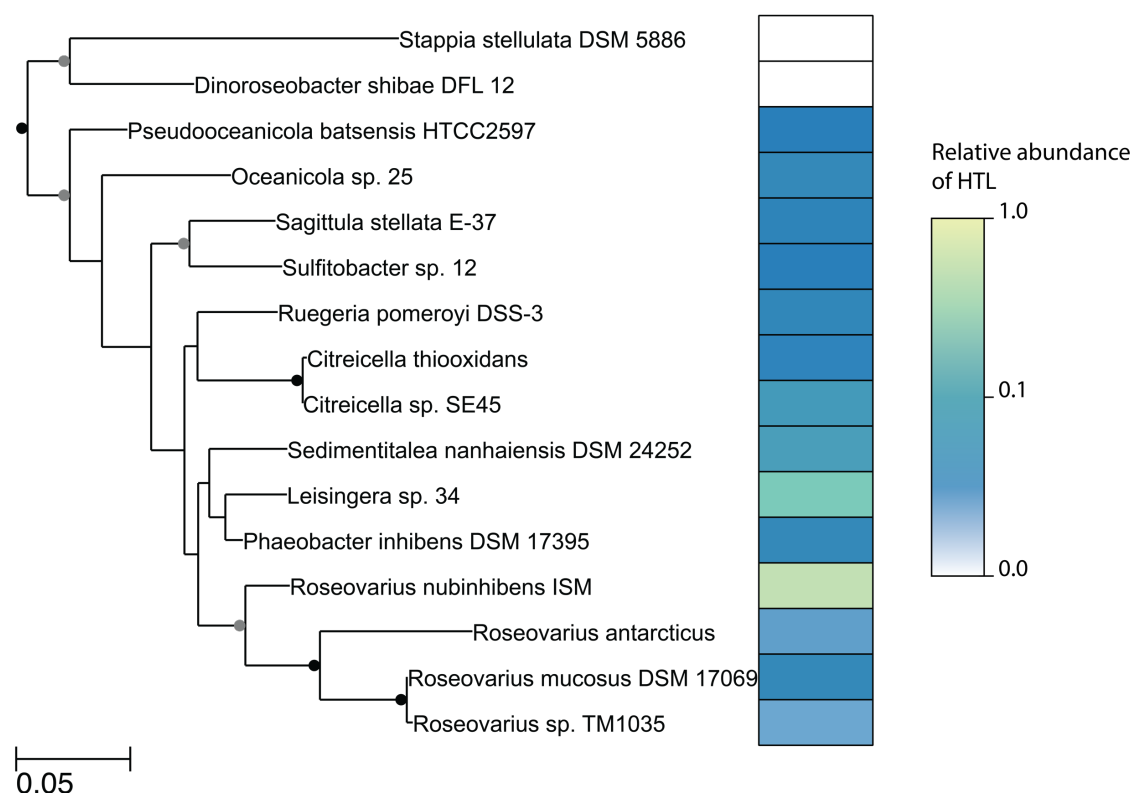 Stappia stellulata DSM 5886
Dinoroseobacter shibae DFL 12
Pseudooceanicola batsensis HTCC2597
Oceanicola sp. 25
Sagittula stellata E-37
Sulfitobacter sp. 12
Ruegeria pomeroyi DSS-3
Citreicella thiooxidans
Citreicella sp. SE45
Sedimentitalea nanhaiensis DSM 24252
Leisingera sp. 34
Phaeobacter inhibens DSM 17395
Roseovarius nubinhibens ISM
Roseovarius antarcticus
Roseovarius mucosus DSM 17069
Roseovarius sp. TM1035
0.05
Relative abundance
of HTL
1.0
0.1
0.0